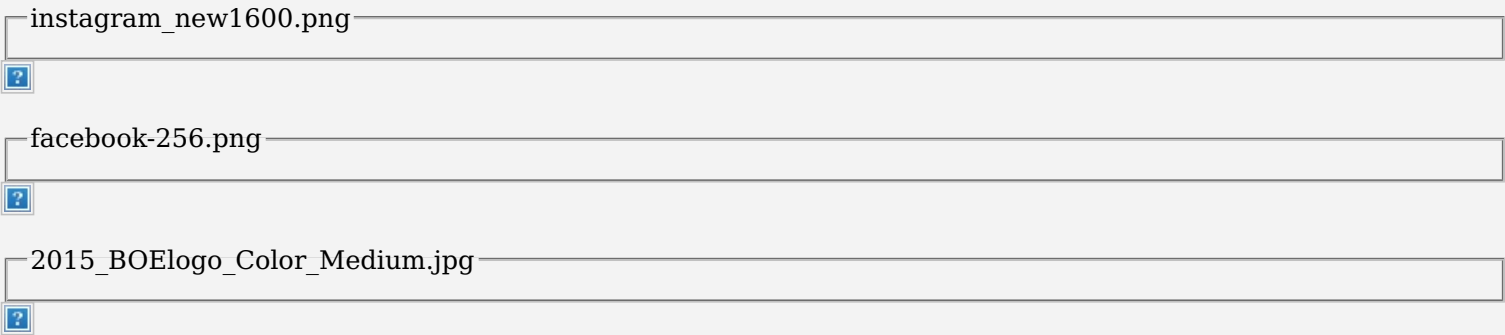 instagram_new1600.png
?
facebook-256.png
?
2015_BOElogo_Color_Medium.jpg
?